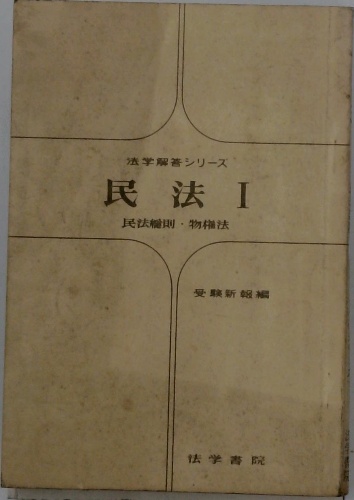 法学解答シリーズ
民法 I
民法總則・物権法
受験新報編
法学書院